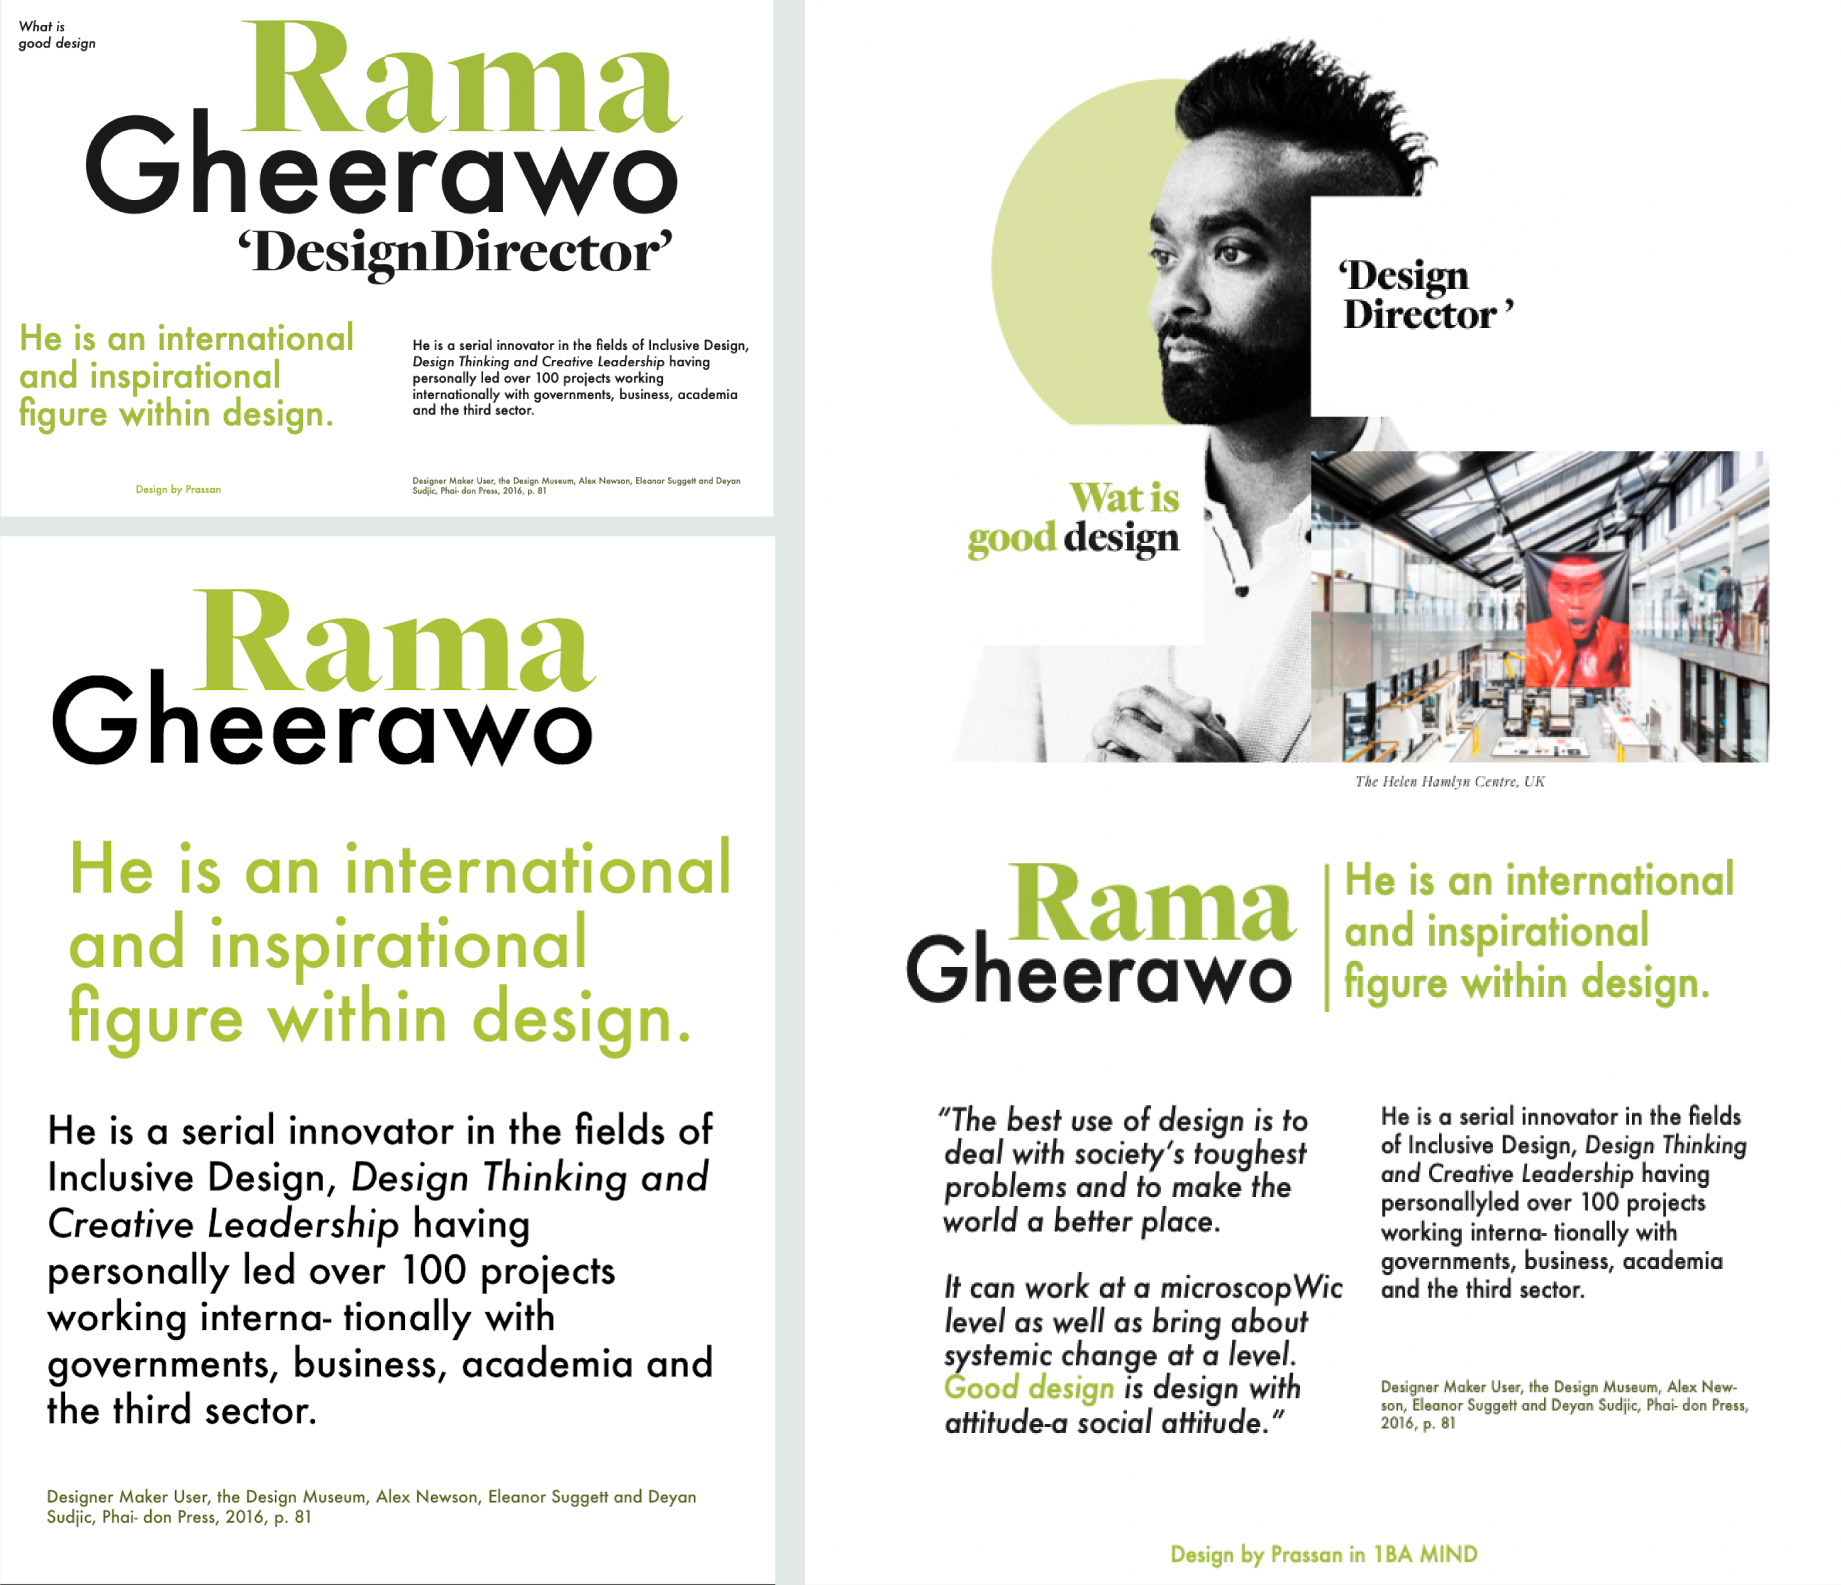 What is
good design
Rama
Gheerawo
‘DesignDirector’
He is an international
and inspirational
figure within design.
He is a serial innovator in the fields of Inclusive Design,
Design Thinking and Creative Leadership having
personally led over 100 projects working
internationally with governments, business, academia
and the third sector.
Design by Prassan
Designer Maker User, the Design Museum, Alex Newson, Eleanor Suggett and Deyan
Sudjic, Phai- don Press, 2016, p. 81
Rama
Gheerawo
He is an international
and inspirational
figure within design.
He is a serial innovator in the fields of
Inclusive Design, Design Thinking and
Creative Leadership having
personally led over 100 projects
working interna- tionally with
governments, business, academia and
the third sector.
Designer Maker User, the Design Museum, Alex Newson, Eleanor Suggett and Deyan
Sudjic, Phai- don Press, 2016, p. 81
‘Design
Director ’
Wat is
good design
The Helen Hamlyn Centre, UK
Rama
Gheerawo
He is an international
and inspirational
figure within design.
“The best use of design is to
deal with society’s toughest
problems and to make the
world a better place.
It can work at a microscopWic
level as well as bring about
systemic change at a level.
Good design is design with
attitude-a social attitude.”
He is a serial innovator in the fields
of Inclusive Design, Design Thinking
and Creative Leadership having
personallyled over 100 projects
working interna- tionally with
governments, business, academia
and the third sector.
Designer Maker User, the Design Museum, Alex New-
son, Eleanor Suggett and Deyan Sudjic, Phai- don Press,
2016, p. 81
Design by Prassan in 1BA MIND